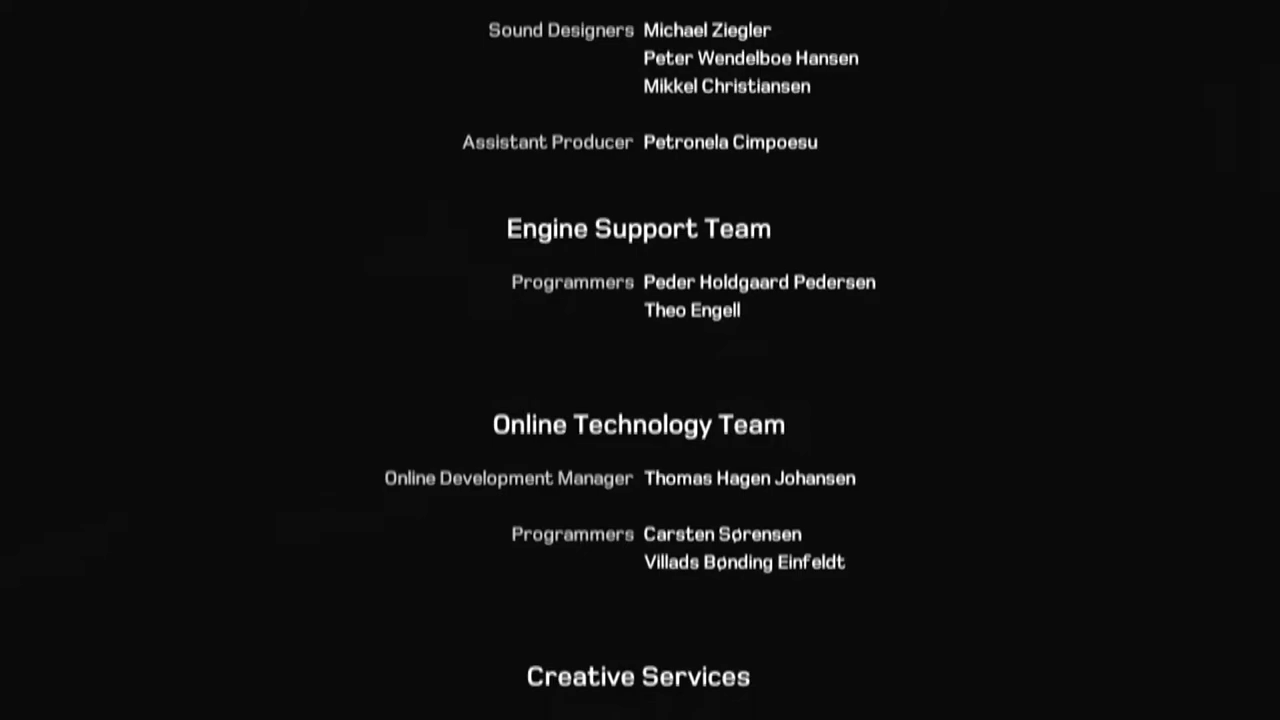 Sound Designers Michael Ziegler
Peter Wendelboe Hansen
Mikkel Christiansen
Assistant Producer Petronela Cimpoesu
Engine Support Team
Programmers Peder Holdgaard Pedersen
Theo Engell
Online Technology Team
Online Development Manager Thomas Hagen Johansen
Programmers Carsten Sørensen
Villads Bønding Einfeldt
Creative Services